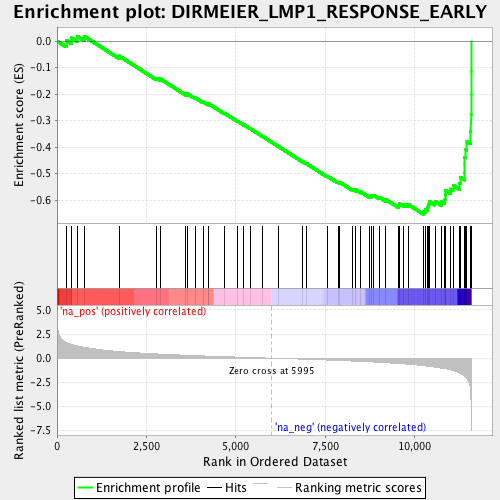 Enrichment plot: DIRMEIER_LMP1_RESPONSE_EARLY
Enrichment score (ES)
0.0
-0.1
-0.2
-0.3
-0.4
-0.5
-0.6
'na_pos' (positively correlated)
Ranked list metric (PreRanked)
5.0
2.5
0.0
-2.5
-5.0
-7.5
Zero cross at 5995
'na_neg' (negatively correlated)
0 2,500 5,000 7,500 10,000
Rank in Ordered Dataset
Enrichment profile Hits Ranking metric scores